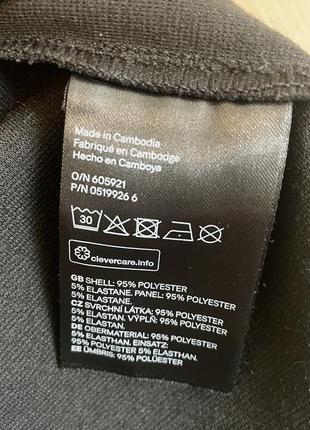 Made in Cambodia
Fabriqué en Cambodge
Hecho en Camboya
O/N 605921
P/N 0519926 6
30
clevercare.info
GB SHELL: 95% POLYESTER
5% ELASTANE. PANEL: 95% POLYESTER
5% ELASTANE.
CZ SVRCHNÍ LÁTKA: 95% POLYESTER
5% ELASTAN. VÝPLŇ: 95% POLYESTER
5% ELASTAN.
DE OBERMATERIAL: 95% POLYESTER
5% ELASTHAN. EINSATZ:
95% POLYESTER 5% ELASTHAN.
EE ÜMBRIS: 95% POLÜESTER